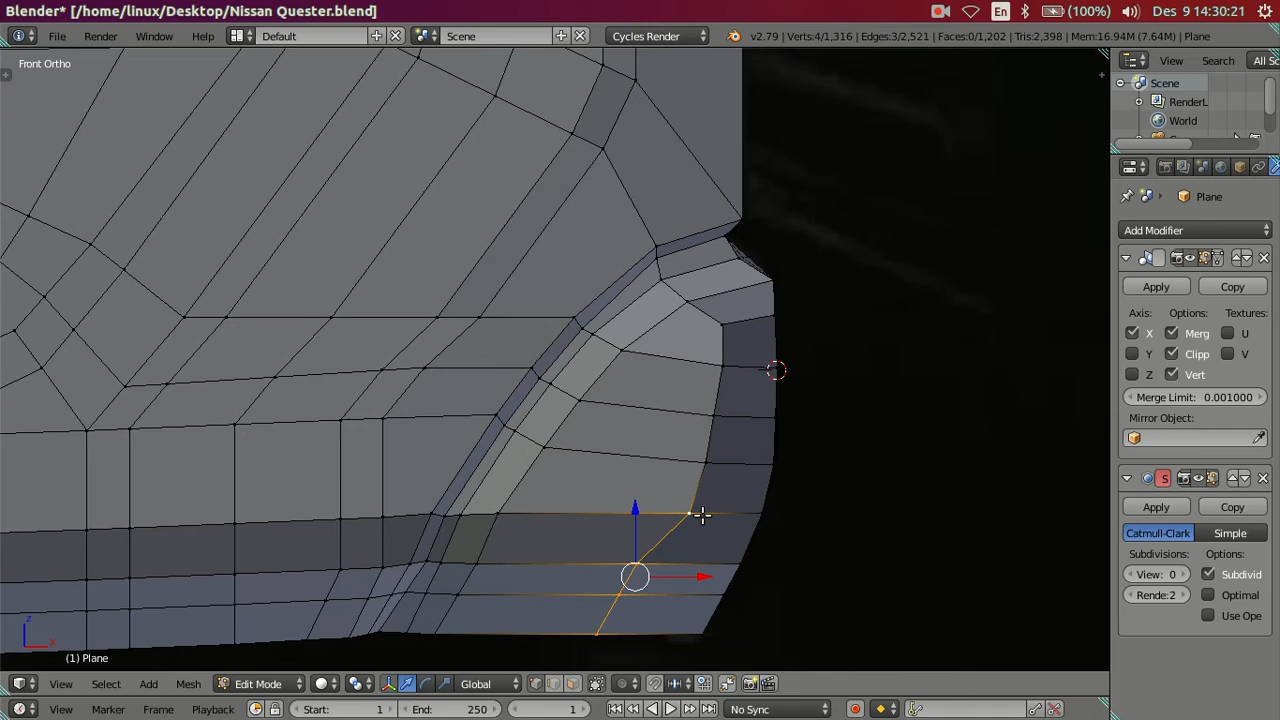 Blender* [/home/linux/Desktop/Nissan Quester.blend]
En
(100%)
Des 9 14:30:21
File
Render
Window
Help
Default
Scene
Cycles Render
v2.79 | Verts:4/1,316 | Edges:3/2,521 | Faces:0/1,202 | Tris:2,398 | Mem:16.94M (7.64M) | Plane
Front Ortho
View
Search
All Sc
Scene
RenderL
World
Plane
Add Modifier
Apply
Copy
Axis:
Options:
Textures:
X
Merg
U
Y
Clipp
V
Z
Vert
Merge Limit: 0.001000
Mirror Object:
S
Apply
Copy
Catmull-Clark
Simple
Subdivisions:
Options:
View: 0
Subdivid
Rende: 2
Optimal
Use Ope
z
x
(1) Plane
View
Select
Add
Mesh
Edit Mode
Global
View
Marker
Frame
Playback
Start: 1
End: 250
1
No Sync